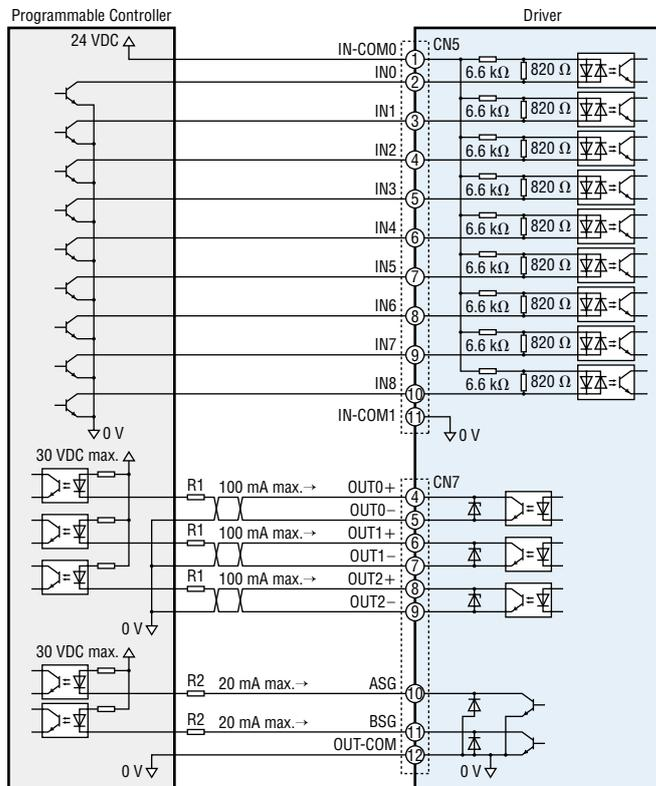 Programmable Controller
Driver
24 VDC
IN-COM0
CN5
1
6.6 kΩ
820 Ω
IN0
2
IN1
3
6.6 kΩ
820 Ω
IN2
4
6.6 kΩ
820 Ω
IN3
5
6.6 kΩ
820 Ω
IN4
6
6.6 kΩ
820 Ω
IN5
7
6.6 kΩ
820 Ω
IN6
8
6.6 kΩ
820 Ω
IN7
9
6.6 kΩ
820 Ω
IN8
10
6.6 kΩ
820 Ω
IN-COM1
11
0 V
0 V
30 VDC max.
CN7
R1
100 mA max.→
OUT0+
4
OUT0−
5
R1
100 mA max.→
OUT1+
6
OUT1−
7
R1
100 mA max.→
OUT2+
8
OUT2−
9
0 V
30 VDC max.
R2
20 mA max.→
ASG
10
R2
20 mA max.→
BSG
11
OUT-COM
12
0 V
0 V